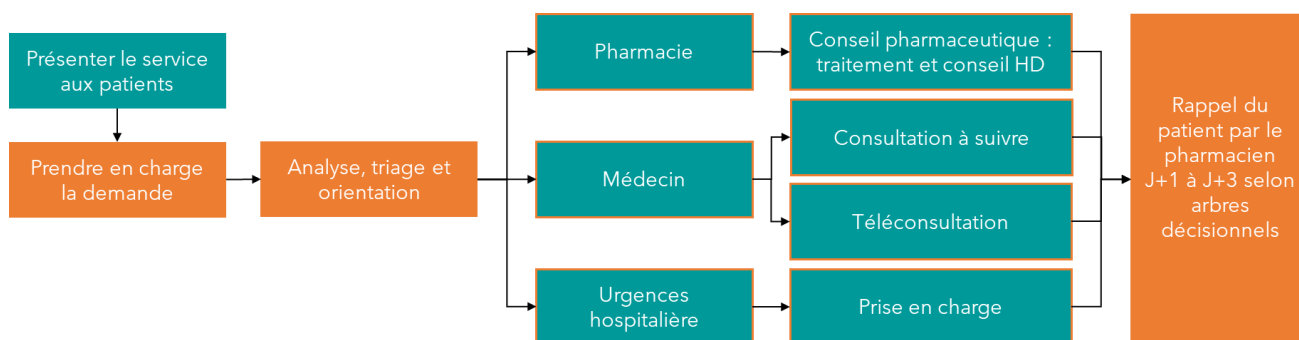 Présenter le service
aux patients
Prendre en charge
la demande
Analyse, triage et
orientation
Pharmacie
Conseil pharmaceutique :
traitement et conseil HD
Médecin
Consultation à suivre
Téléconsultation
Urgences
hospitalière
Prise en charge
Rappel du
patient par le
pharmacien
J+1 à J+3 selon
arbres
décisionnels